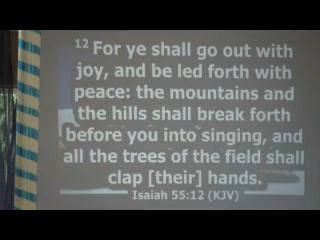 12 For ye shall go out with
joy, and be led forth with
peace: the mountains and
the hills shall break forth
before you into singing, and
all the trees of the field shall
clap [their] hands.
Isaiah 55:12 (KJV)